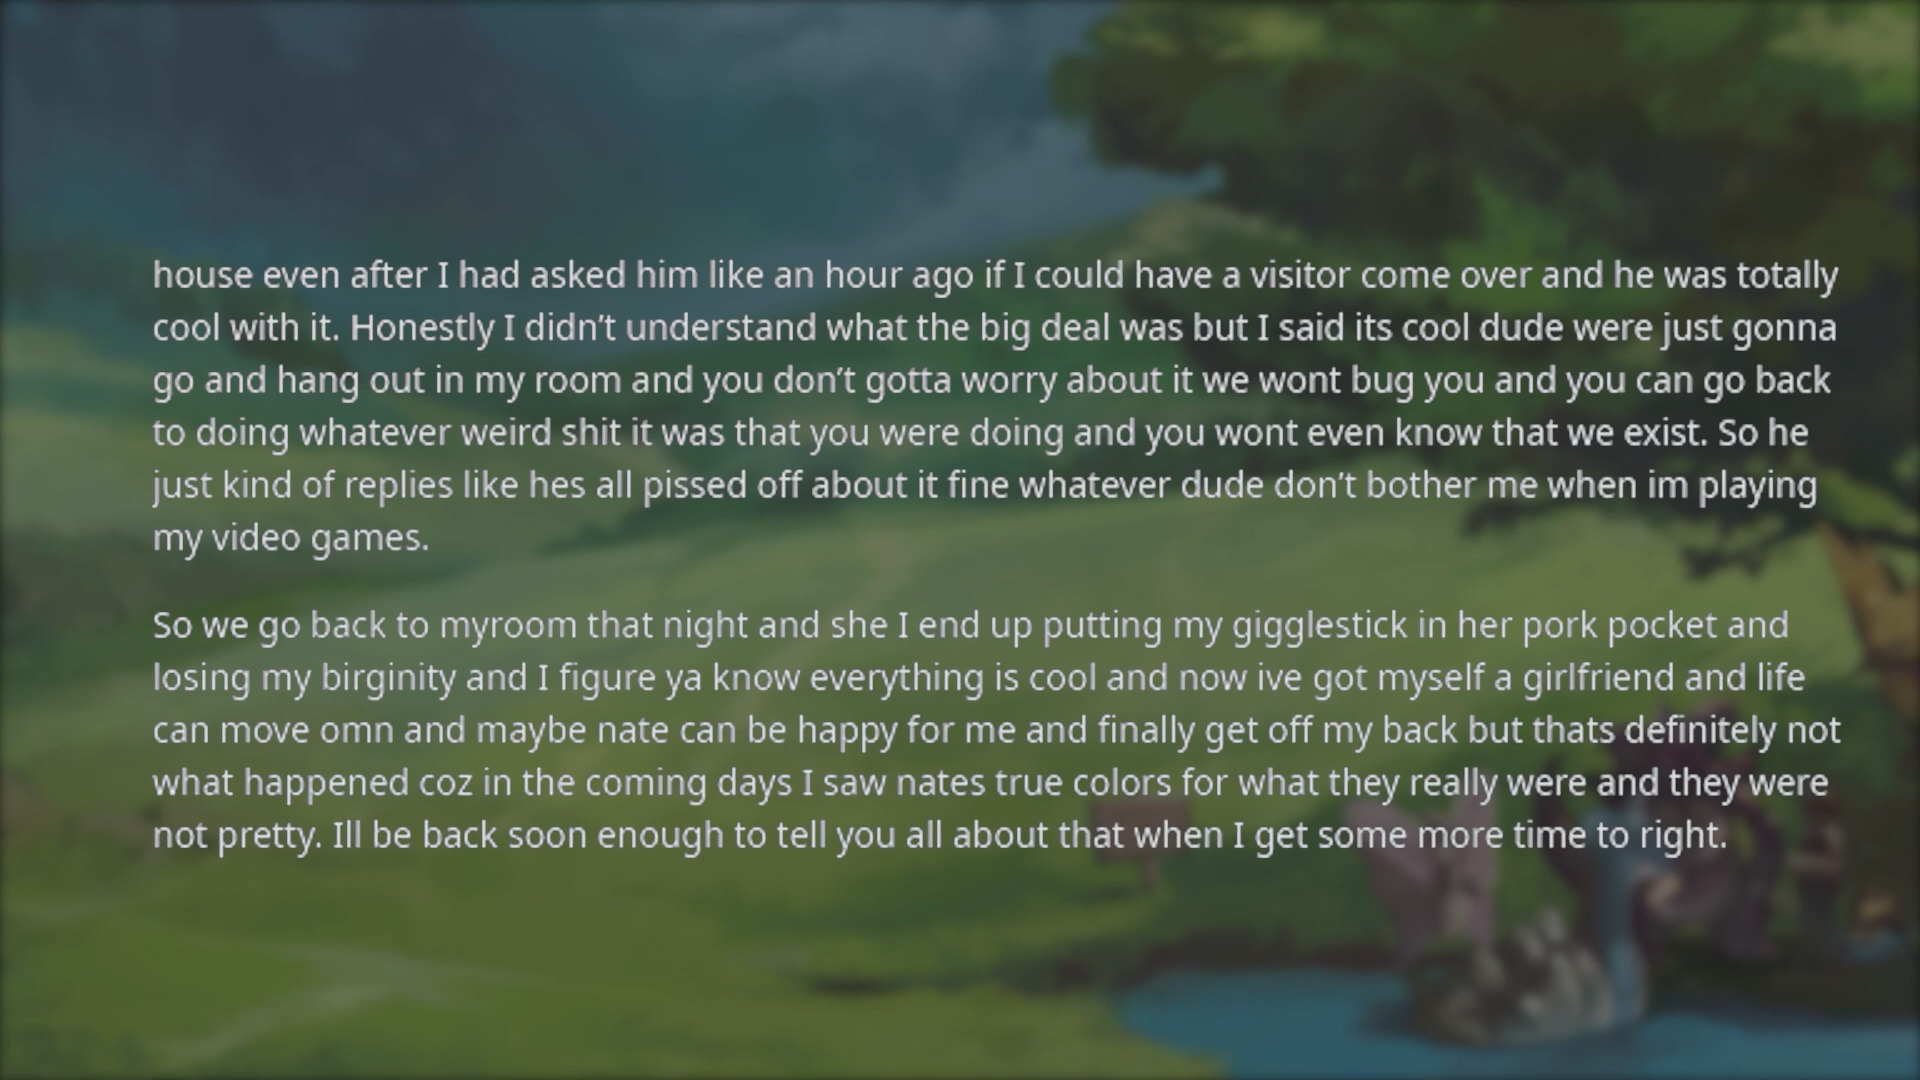 house even after I had asked him like an hour ago if I could have a visitor come over and he was totally
cool with it. Honestly I didn’t understand what the big deal was but I said its cool dude were just gonna
go and hang out in my room and you don’t gotta worry about it we wont bug you and you can go back
to doing whatever weird shit it was that you were doing and you wont even know that we exist. So he
just kind of replies like hes all pissed off about it fine whatever dude don’t bother me when im playing
my video games.
So we go back to myroom that night and she I end up putting my gigglestick in her pork pocket and
losing my birginity and I figure ya know everything is cool and now ive got myself a girlfriend and life
can move omn and maybe nate can be happy for me and finally get off my back but thats definitely not
what happened coz in the coming days I saw nates true colors for what they really were and they were
not pretty. Ill be back soon enough to tell you all about that when I get some more time to right.